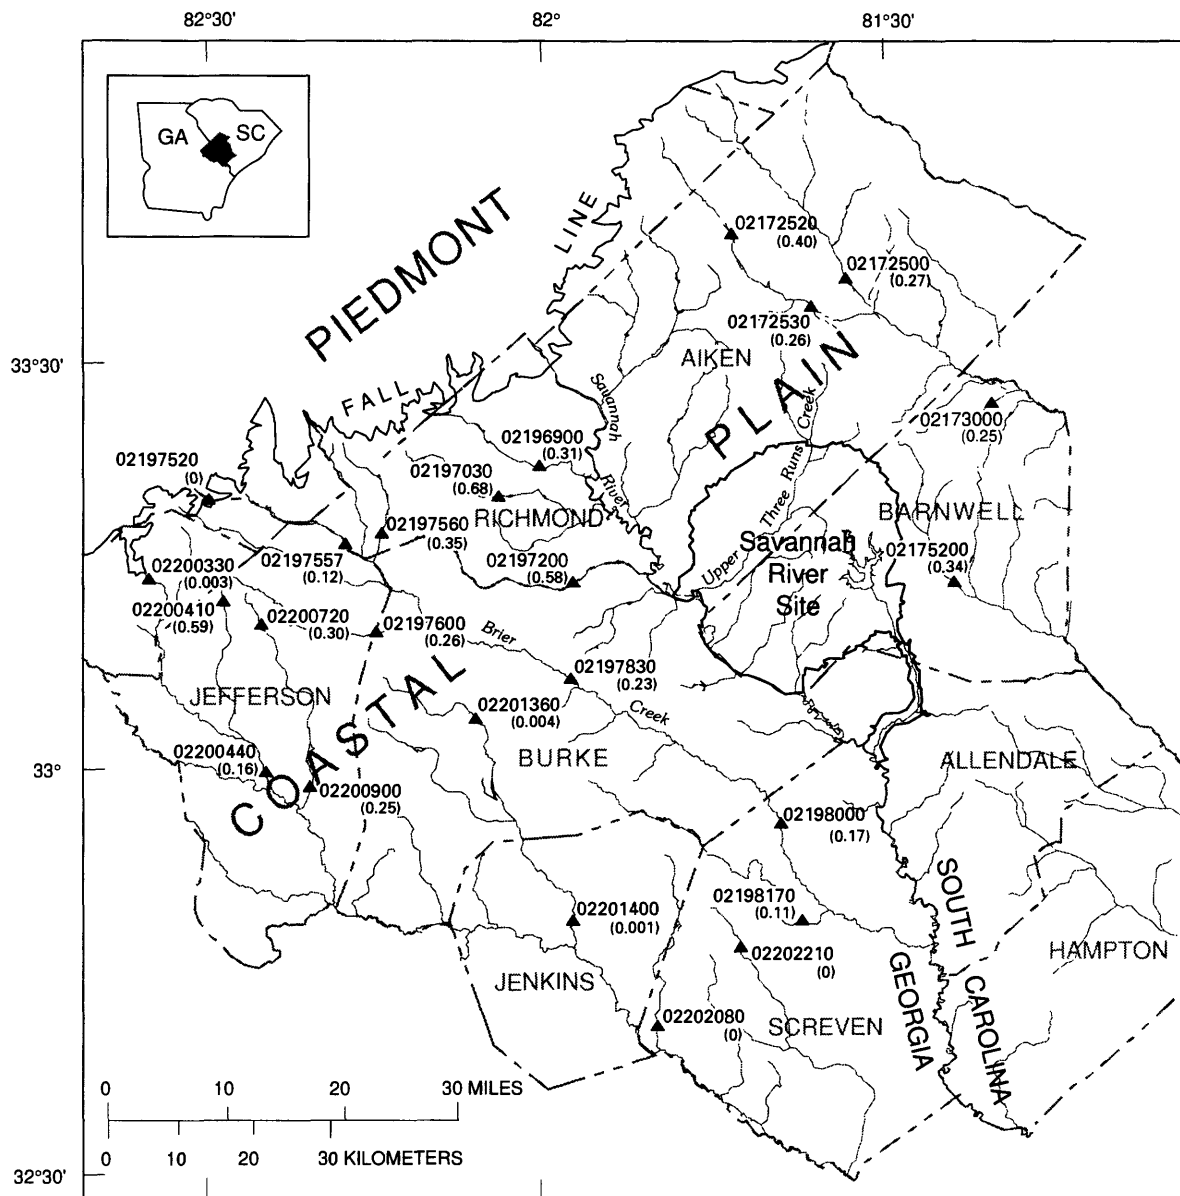 82°30'
82°
81°30'
GA
SC
PIEDMONT
FALL
LINE
02172520
(0.40)
02172500
(0.27)
02172530
(0.26)
33°30'
AIKEN
PLAIN
Savannah
River
02173000
(0.25)
02196900
(0.31)
02197520
(0)
02197030
(0.68)
RICHMOND
Upper Three Runs Creek
BARNWELL
02197560
(0.35)
Savannah
River
Site
02175200
(0.34)
02197557
(0.12)
02197200
(0.58)
02200330
(0.003)
02200410
(0.59)
02200720
(0.30)
02197600
(0.26)
Brier
Creek
02197830
(0.23)
JEFFERSON
COASTAL
02201360
(0.004)
BURKE
02200440
(0.16)
ALLENDALE
33°
02200900
(0.25)
02198000
(0.17)
02198170
(0.11)
02201400
(0.001)
SOUTH CAROLINA
GEORGIA
HAMPTON
02202210
(0)
JENKINS
02202080
(0)
SCREVEN
0 10 20 30 MILES
0 10 20 30 KILOMETERS
32°30'